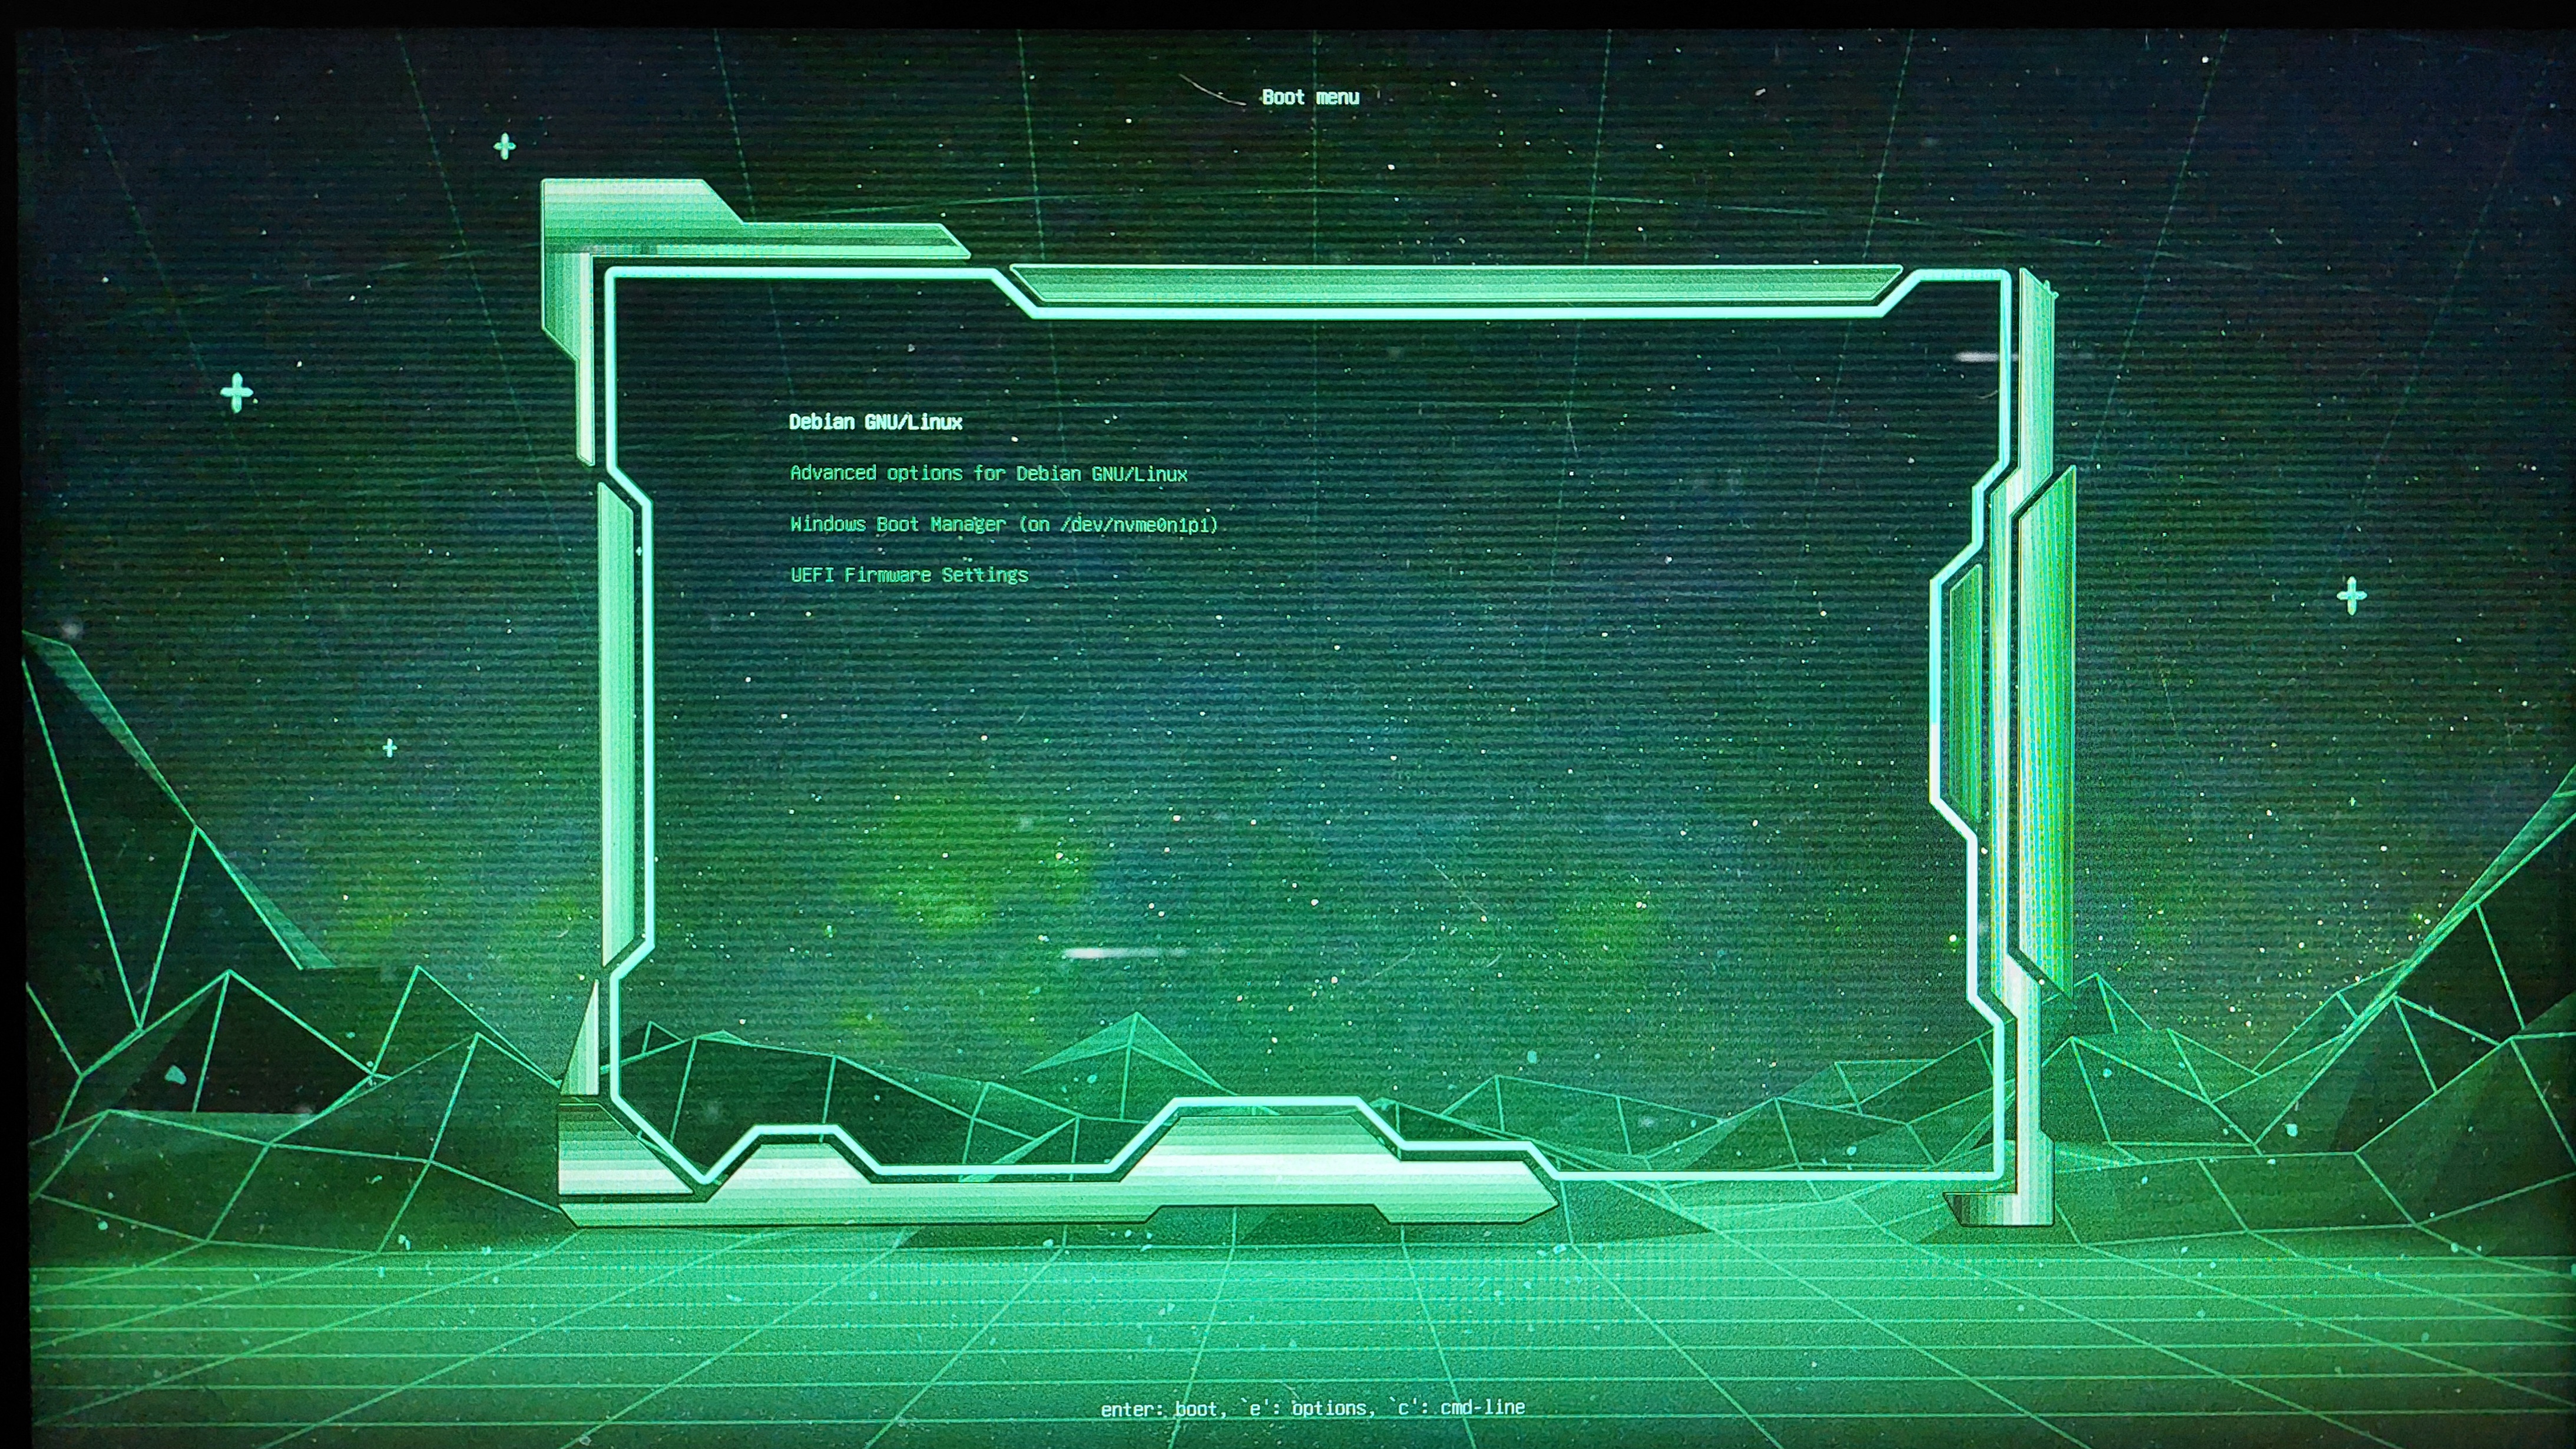 Boot menu
Debian GNU/Linux
Advanced options for Debian GNU/Linux
Windows Boot Manager (on /dev/nvme0n1p1)
UEFI Firmware Settings
enter: boot, `e': options, `c': cmd-line